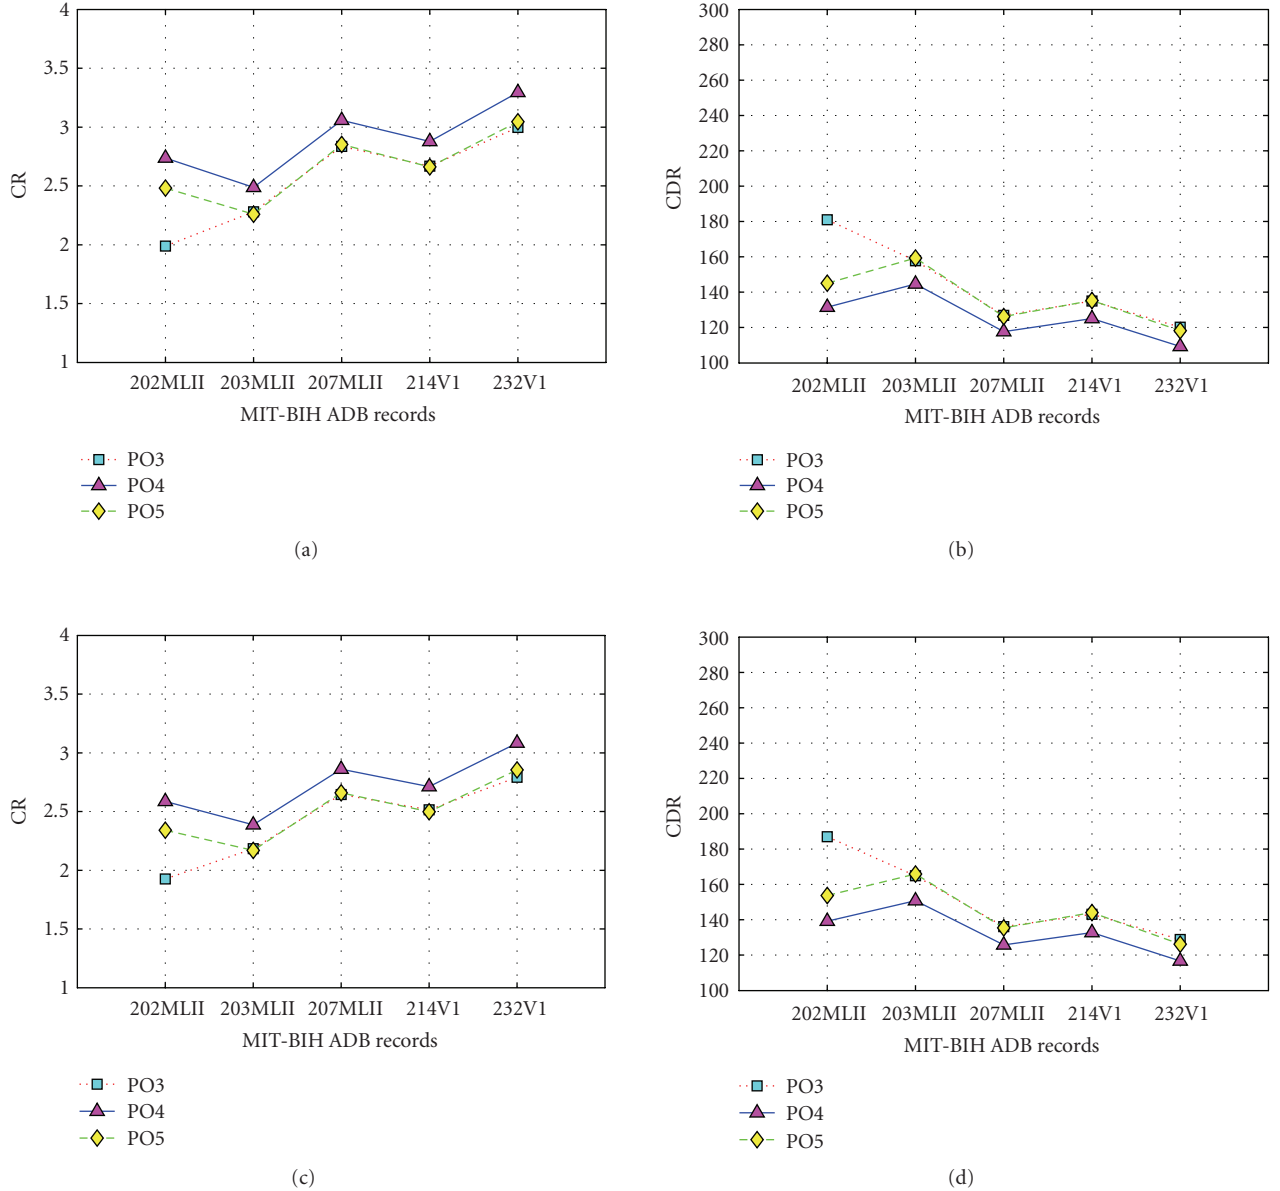 4
3.5
3
2.5
2
1.5
1
CR
202MLII 203MLII 207MLII 214V1 232V1
MIT-BIH ADB records
PO3
PO4
PO5
(a)
300
280
260
240
220
200
180
160
140
120
100
CDR
202MLII 203MLII 207MLII 214V1 232V1
MIT-BIH ADB records
PO3
PO4
PO5
(b)
4
3.5
3
2.5
2
1.5
1
CR
202MLII 203MLII 207MLII 214V1 232V1
MIT-BIH ADB records
PO3
PO4
PO5
(c)
300
280
260
240
220
200
180
160
140
120
100
CDR
202MLII 203MLII 207MLII 214V1 232V1
MIT-BIH ADB records
PO3
PO4
PO5
(d)